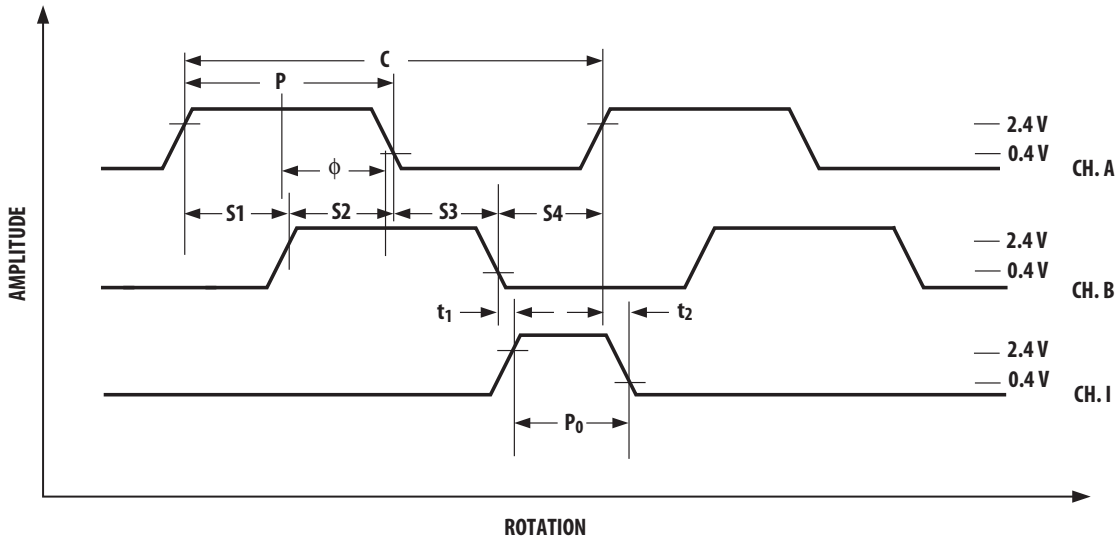 C
P
2.4 V
0.4 V
CH. A
ϕ
S1 S2 S3 S4
2.4 V
0.4 V
CH. B
t1 t2
2.4 V
0.4 V
CH. I
P0
AMPLITUDE
ROTATION